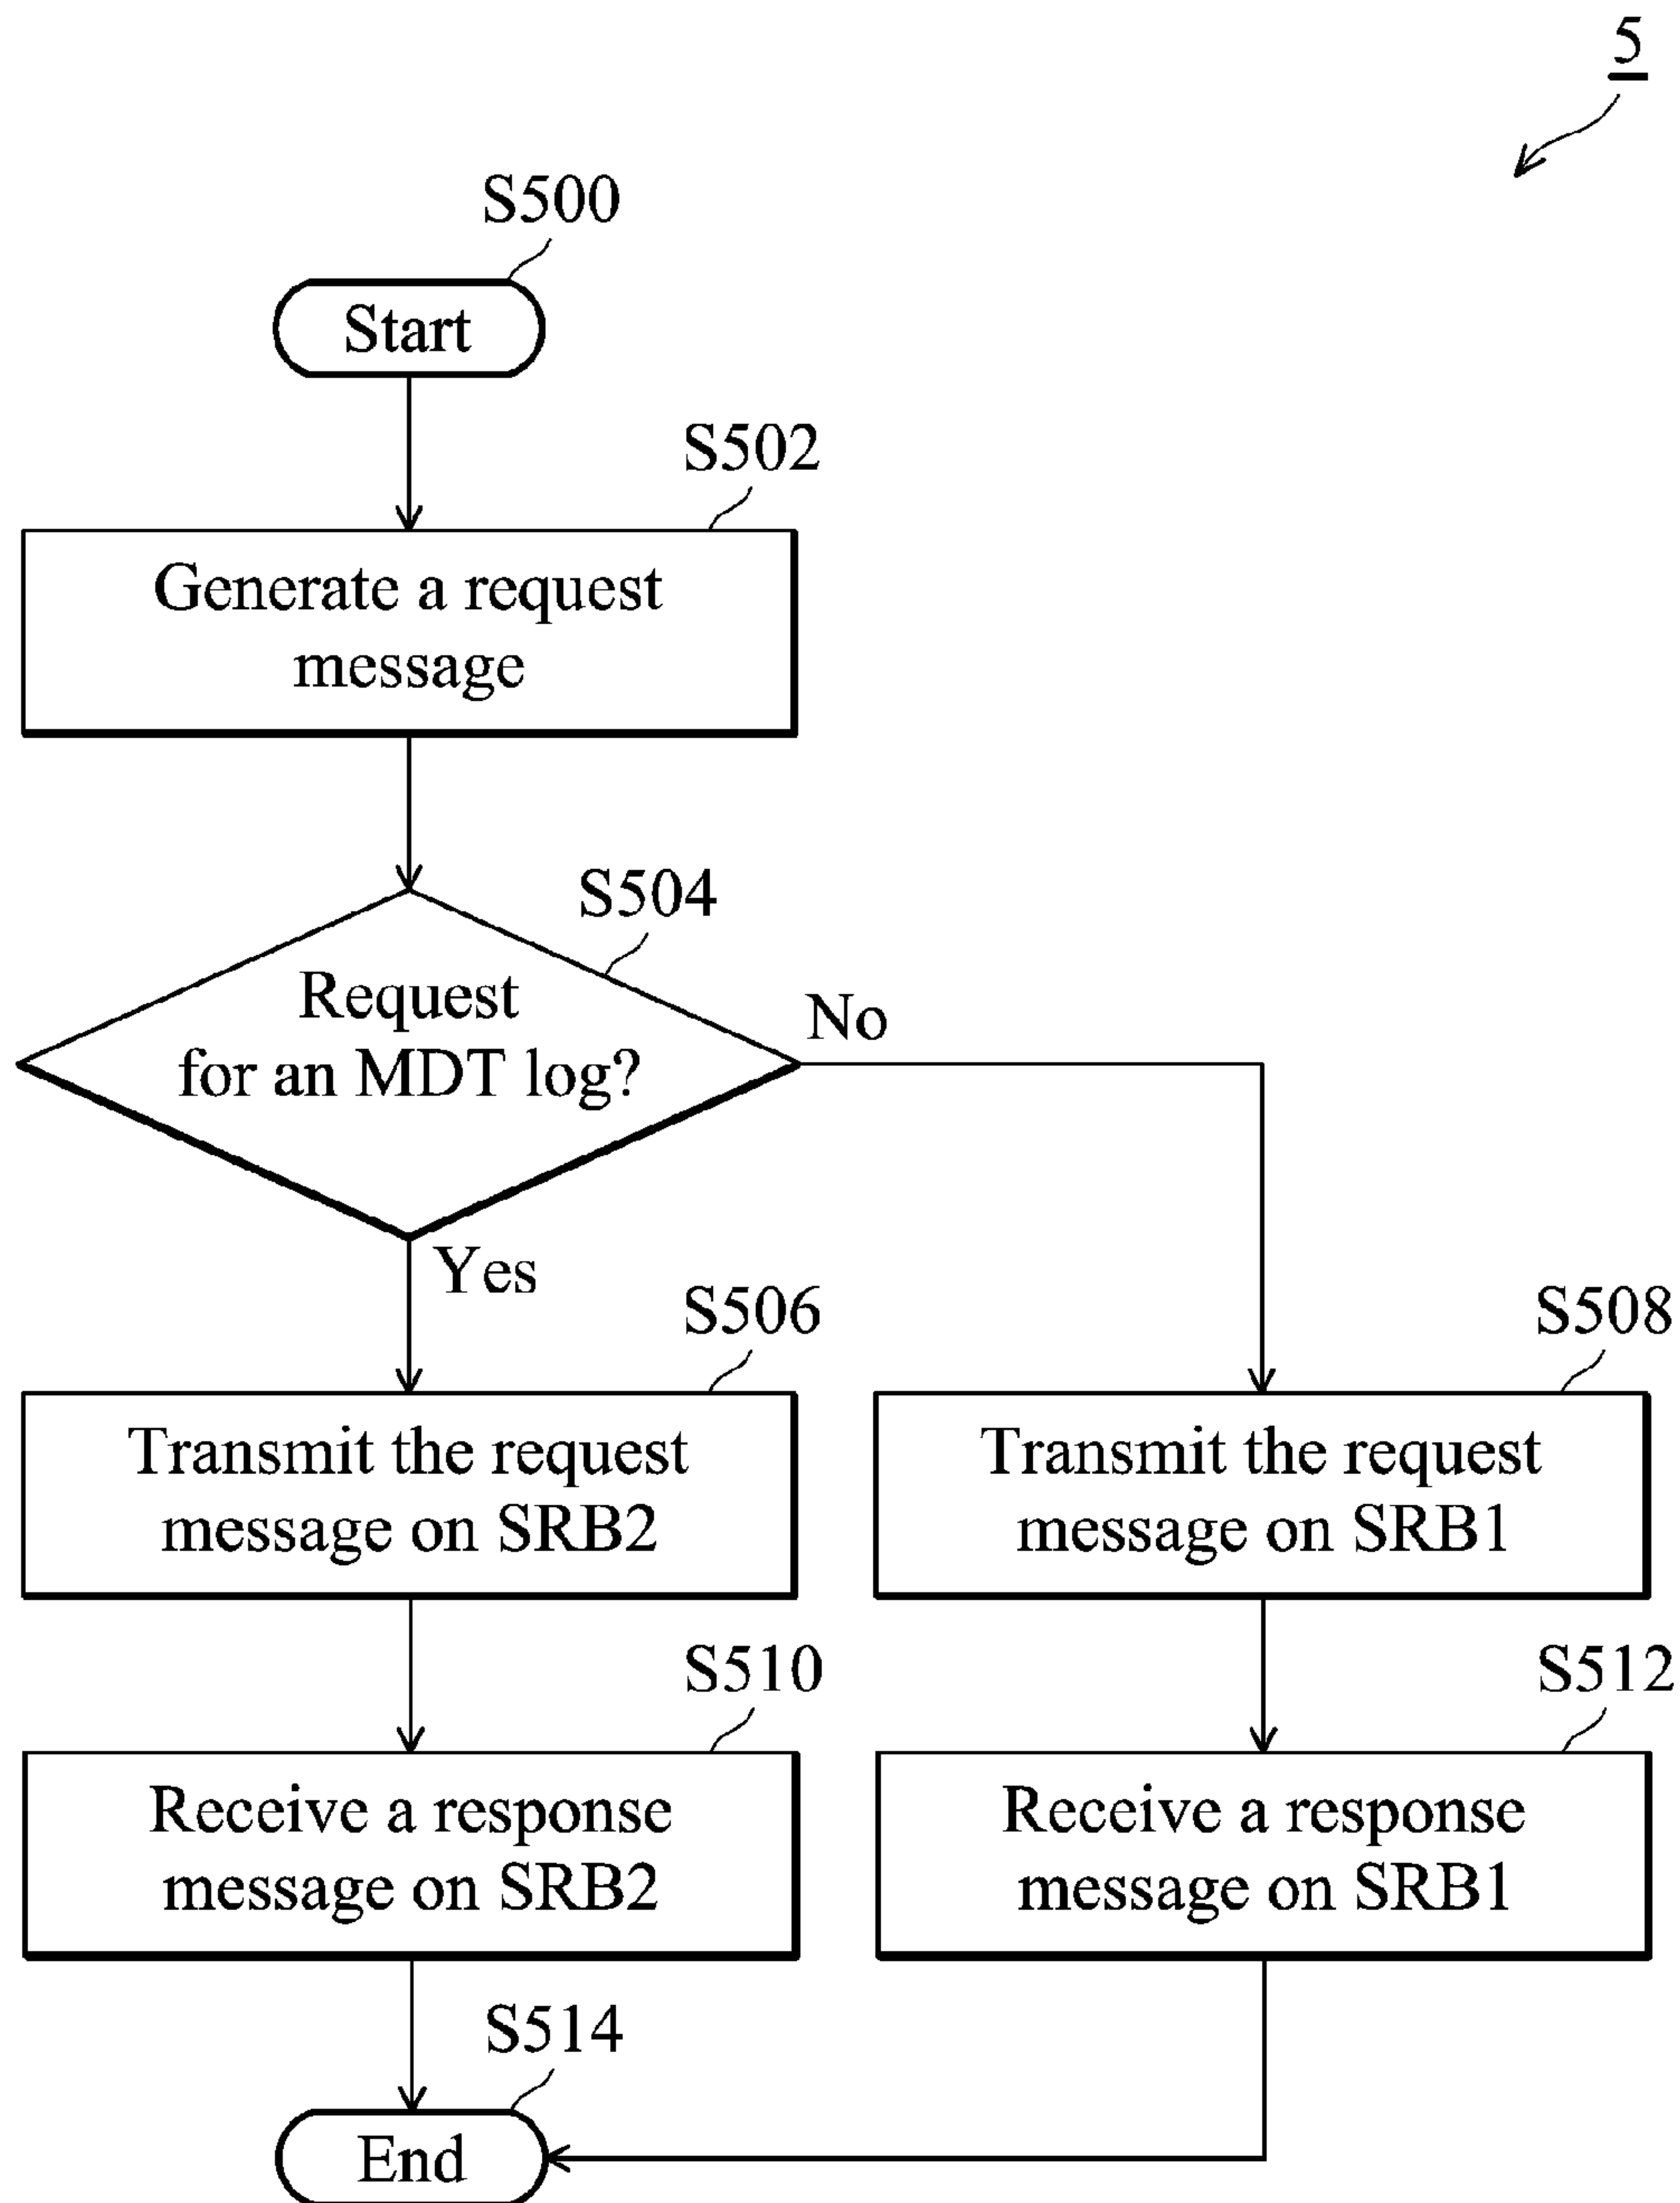 5
S500
Start
S502
Generate a request
message
S504
Request
for an MDT log?
No
Yes
S506
Transmit the request
message on SRB2
S508
Transmit the request
message on SRB1
S510
Receive a response
message on SRB2
S512
Receive a response
message on SRB1
S514
End